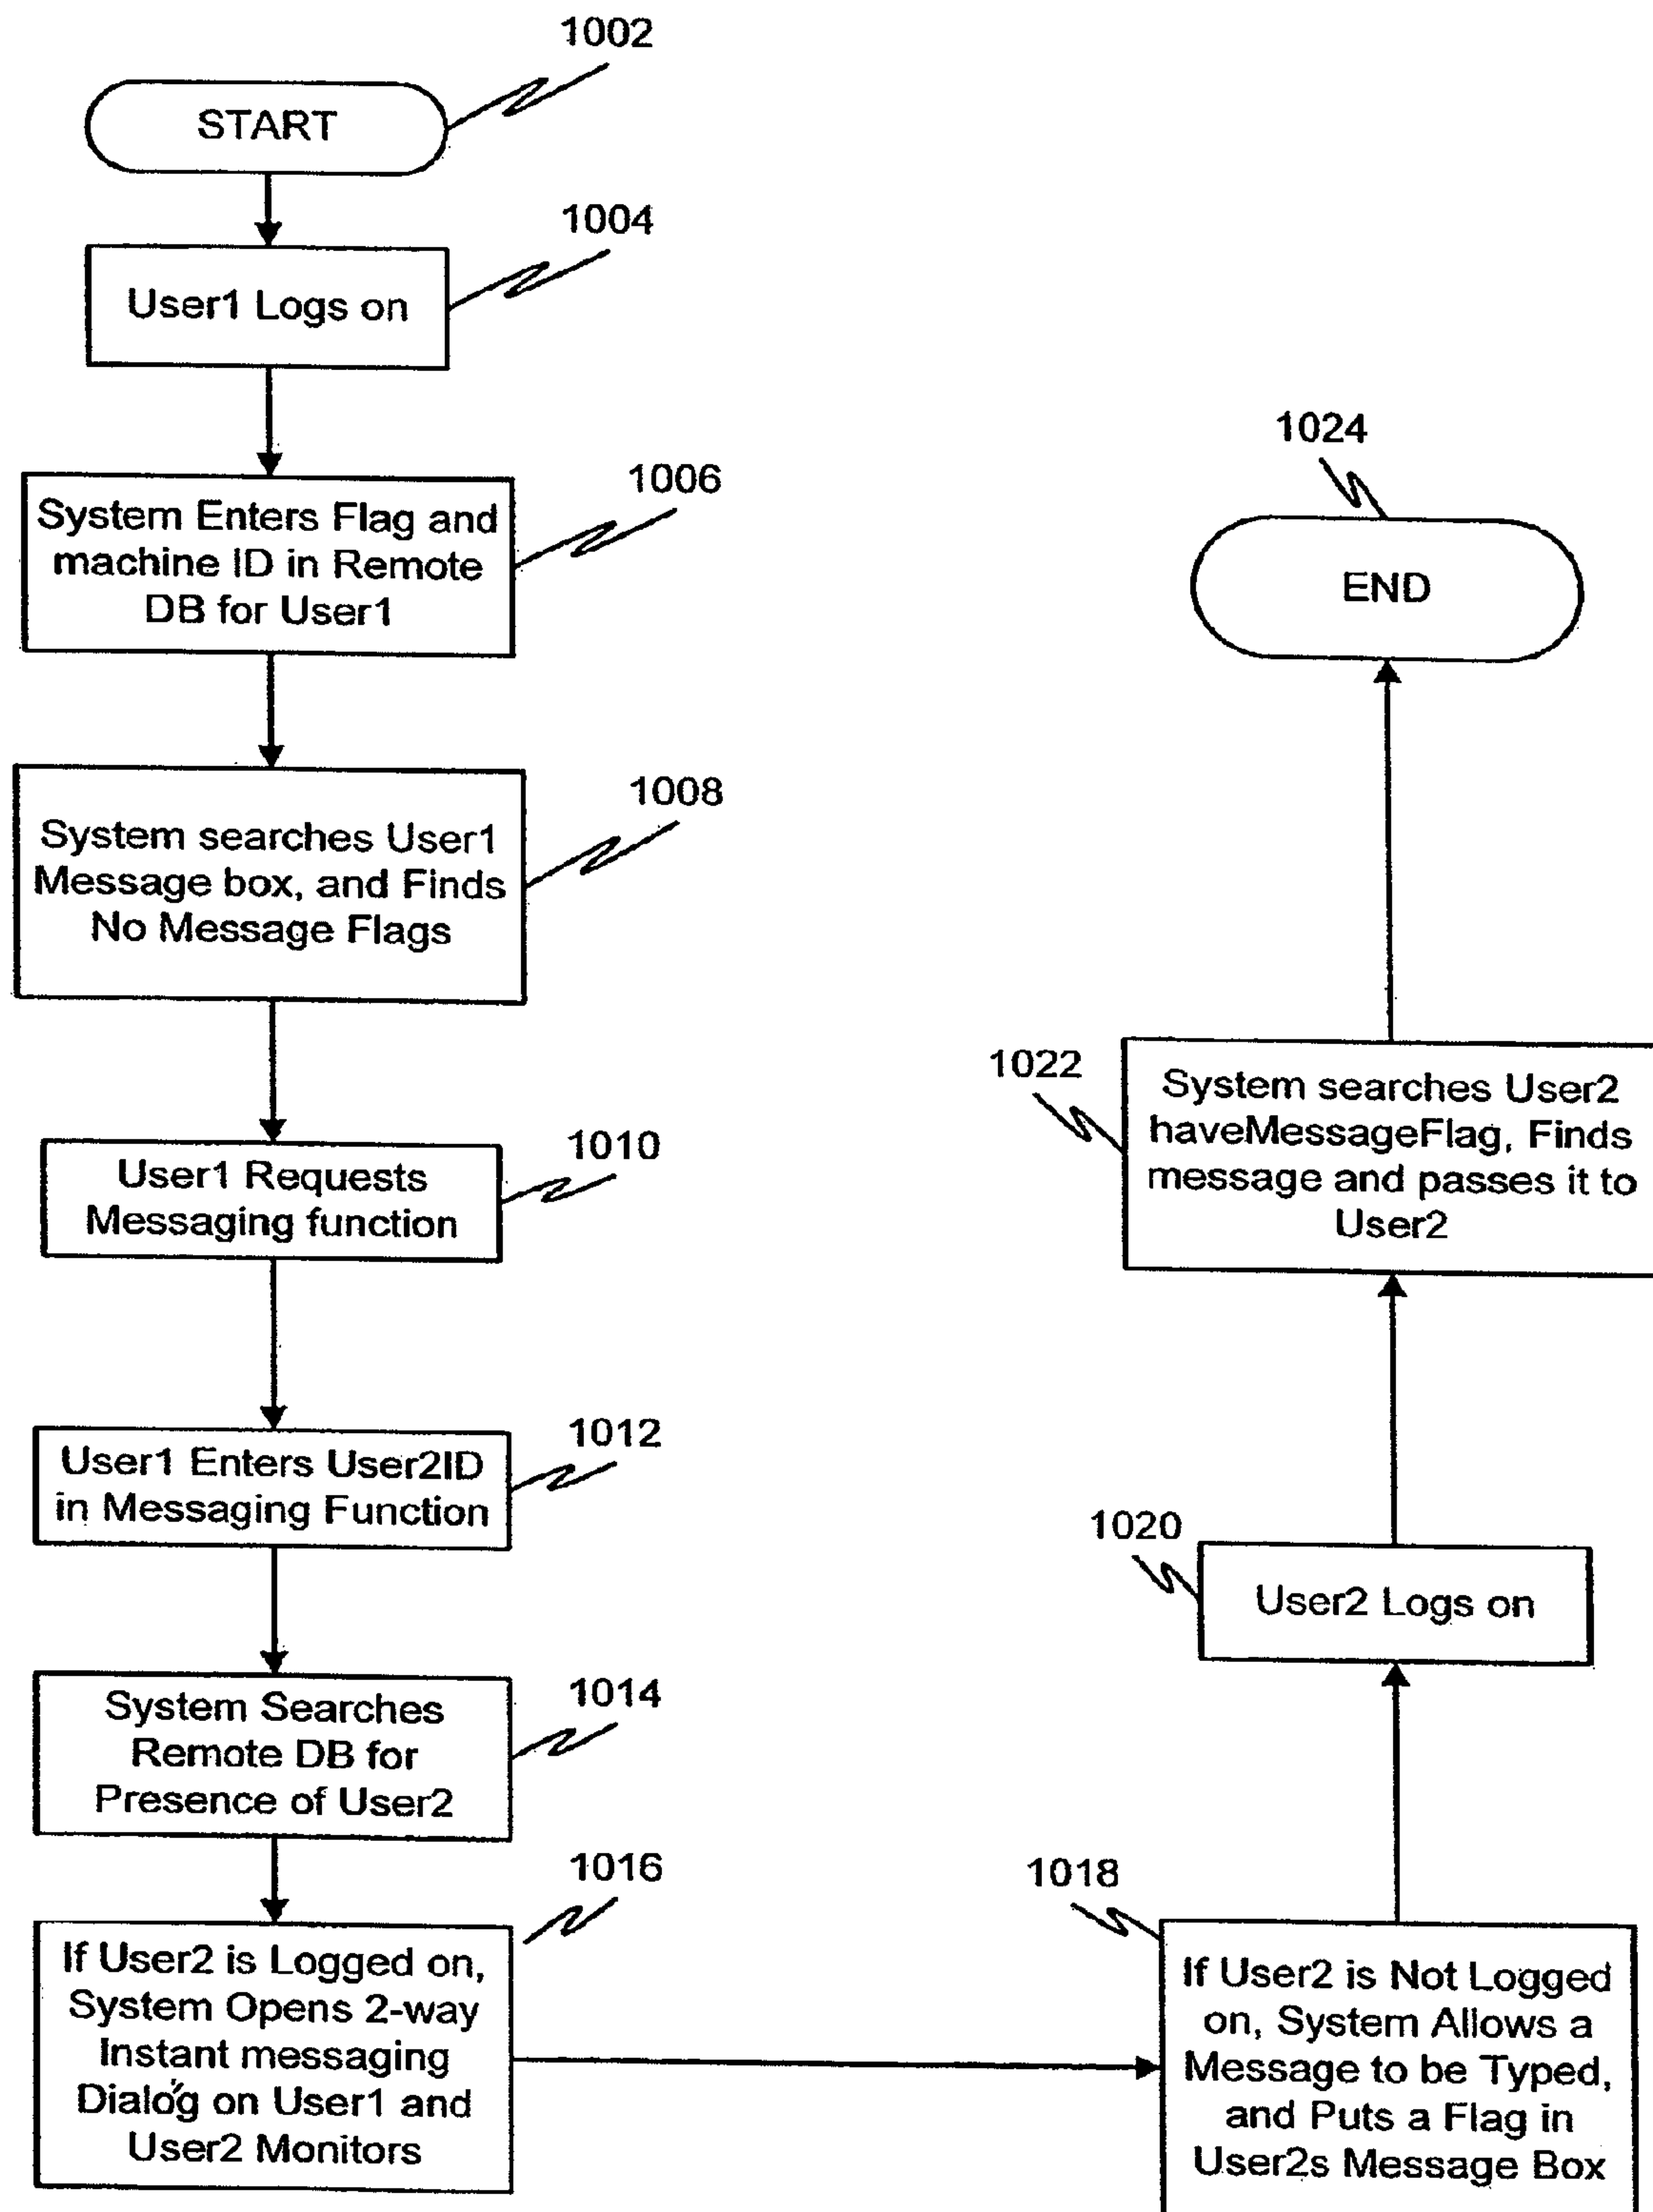 1002
START
1004
User1 Logs on
1006
System Enters Flag and
machine ID in Remote
DB for User1
1008
System searches User1
Message box, and Finds
No Message Flags
1010
User1 Requests
Messaging function
1012
User1 Enters User2ID
in Messaging Function
1014
System Searches
Remote DB for
Presence of User2
1016
If User2 is Logged on,
System Opens 2-way
Instant messaging
Dialog on User1 and
User2 Monitors
1018
If User2 is Not Logged
on, System Allows a
Message to be Typed,
and Puts a Flag in
User2s Message Box
1020
User2 Logs on
1022
System searches User2
haveMessageFlag, Finds
message and passes it to
User2
1024
END